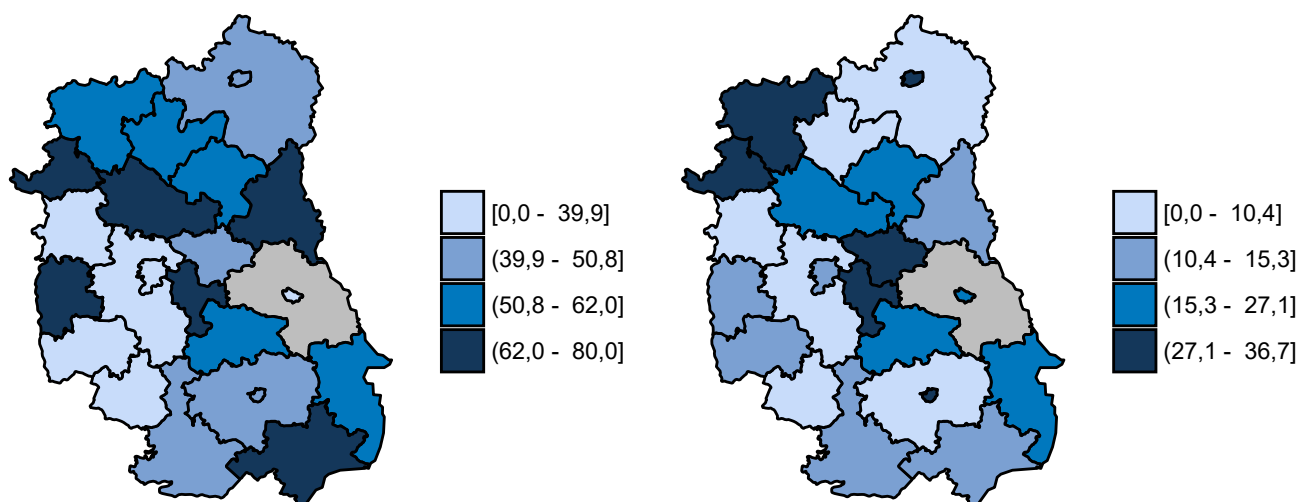 [0,0 - 39,9]
(39,9 - 50,8]
(50,8 - 62,0]
(62,0 - 80,0]
[0,0 - 10,4]
(10,4 - 15,3]
(15,3 - 27,1]
(27,1 - 36,7]